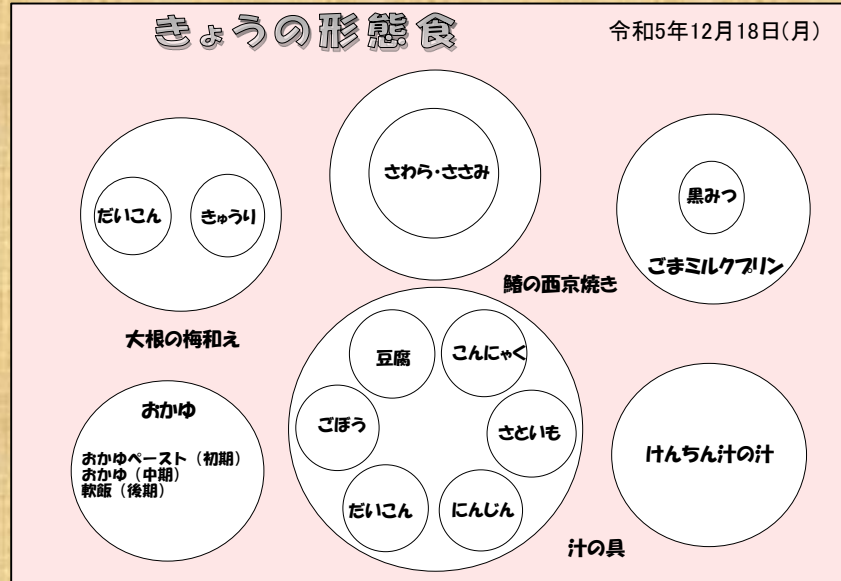 きょうの形態食
令和5年12月18日(月)
だいこん
きゅうり
大根の梅和え
さわら・ささみ
鰆の西京焼き
黒みつ
ごまミルクプリン
おかゆ
おかゆペースト（初期）
おかゆ（中期）
軟飯（後期）
豆腐
こんにゃく
ごぼう
さといも
だいこん
にんじん
汁の具
けんちん汁の汁